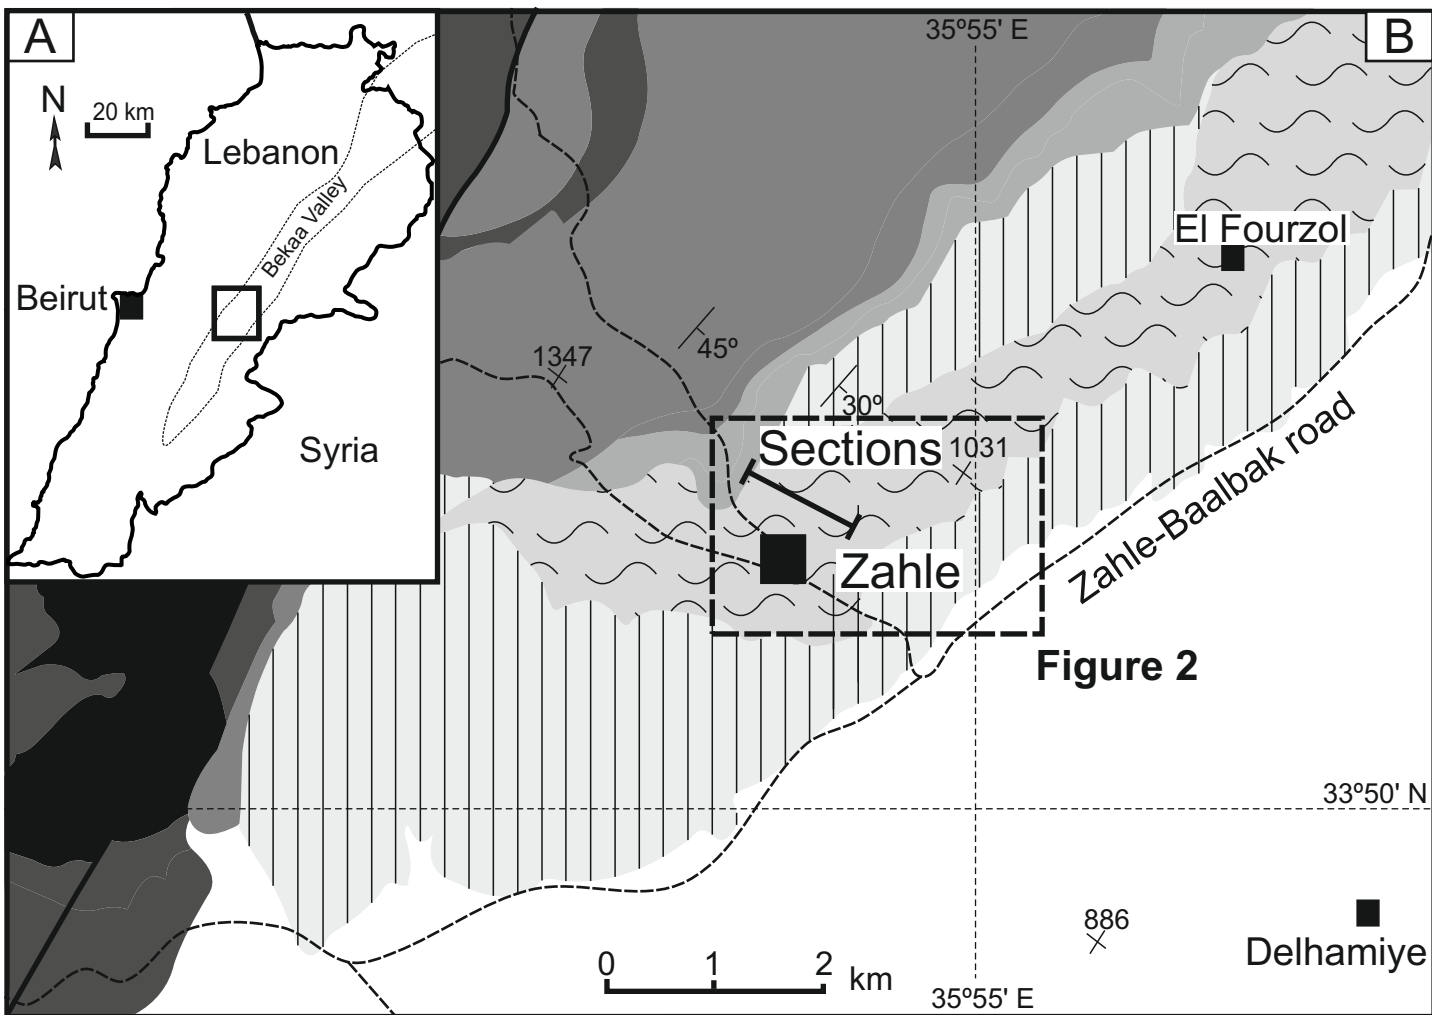 A
B
35º55' E
N
20 km
Lebanon
Bekaa Valley
El Fourzol
Beirut
45º
1347
30º
Sections
1031
Syria
Zahle-Baalbak road
Zahle
Figure 2
33º50' N
886
Delhamiye
0 1 2 km
35º55' E